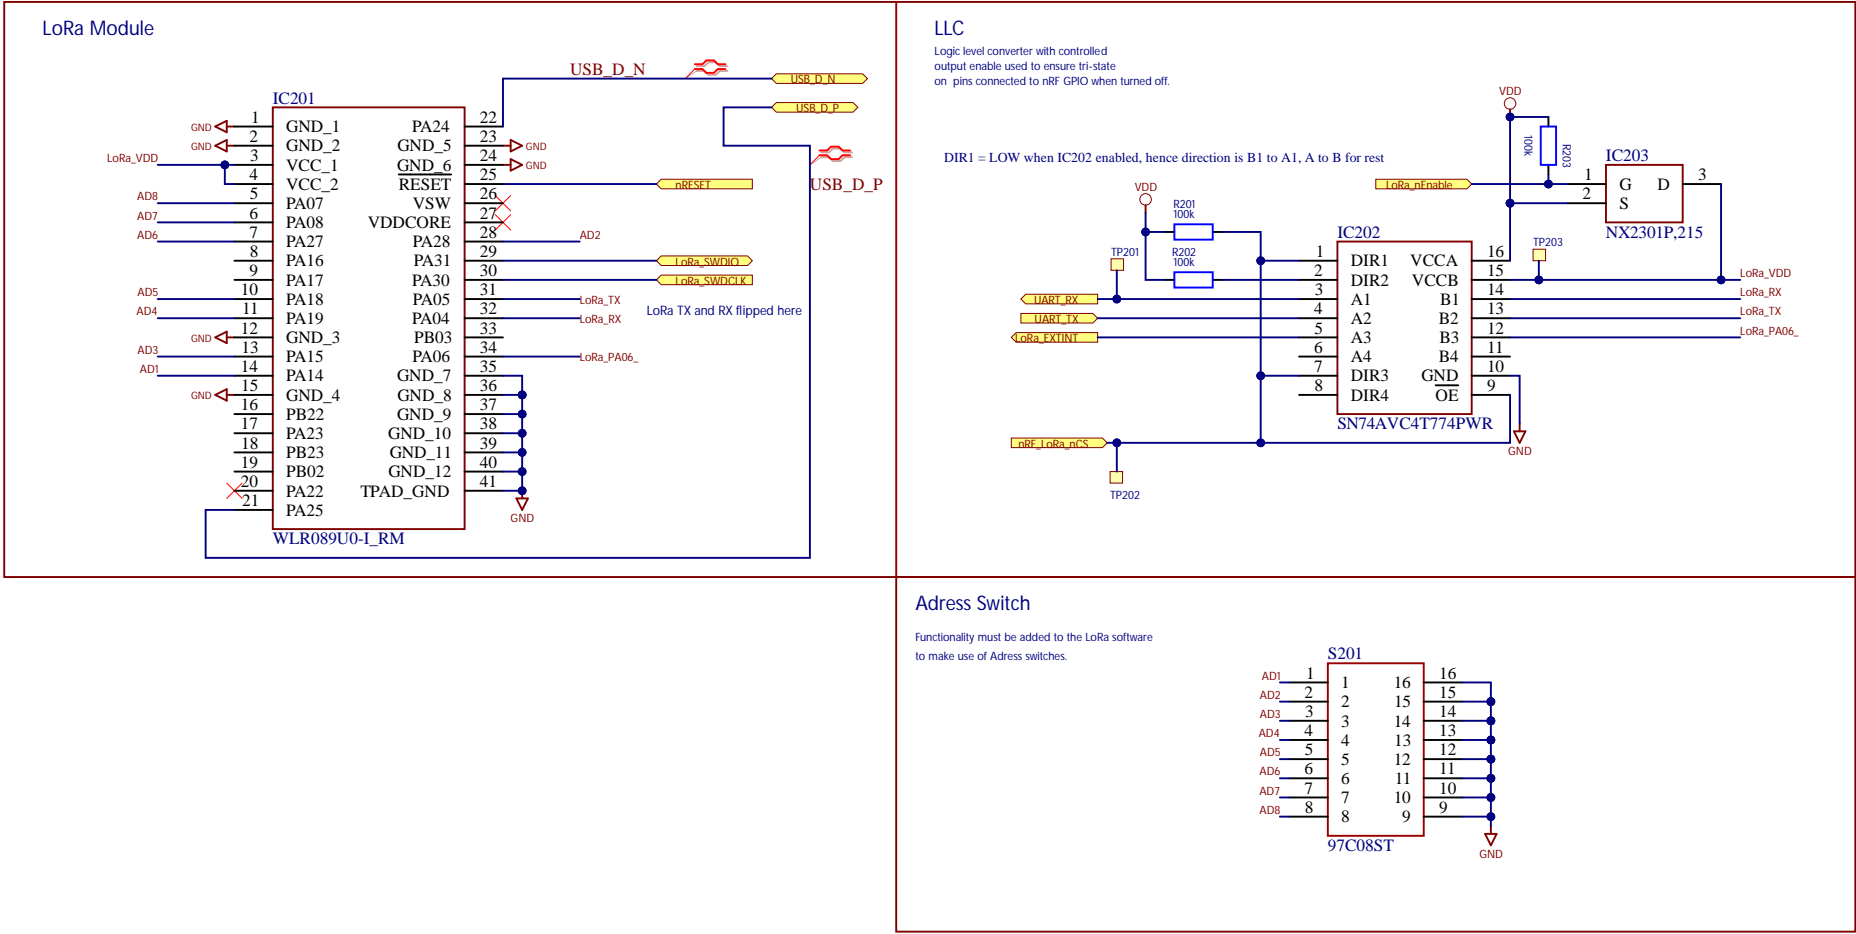 LoRa Module
USB_D_N
USB_D_N
USB_D_P
USB_D_P
IC201
GND 1 GND_1 PA24 22
GND 2 GND_2 GND_5 23 GND
LoRa_VDD 3 VCC_1 GND_6 24 GND
4 VCC_2 RESET 25 nRESET
AD8 5 PA07 VSW 26
AD7 6 PA08 VDDCORE 27
AD6 7 PA27 PA28 28 AD2
8 PA16 PA31 29 LoRa_SWDIO
9 PA17 PA30 30 LoRa_SWDCLK
AD5 10 PA18 PA05 31 LoRa_TX
AD4 11 PA19 PA04 32 LoRa_RX
LoRa TX and RX flipped here
GND 12 GND_3 PB03 33
AD3 13 PA15 PA06 34 LoRa_PA06_
AD1 14 PA14 GND_7 35
GND 15 GND_4 GND_8 36
16 PB22 GND_9 37
17 PA23 GND_10 38
18 PB23 GND_11 39
19 PB02 GND_12 40
20 PA22 TPAD_GND 41
21 PA25
GND
WLR089U0-I_RM
LLC
Logic level converter with controlled
output enable used to ensure tri-state
on pins connected to nRF GPIO when turned off.
DIR1 = LOW when IC202 enabled, hence direction is B1 to A1, A to B for rest
VDD
100k
R203
IC203
LoRa_nEnable 1 G D 3
2 S
NX2301P,215
VDD
R201
100k
R202
100k
TP201
TP203
IC202
1 DIR1 VCCA 16
2 DIR2 VCCB 15 LoRa_VDD
UART_RX 3 A1 B1 14 LoRa_RX
UART_TX 4 A2 B2 13 LoRa_TX
LoRa_EXTINT 5 A3 B3 12 LoRa_PA06_
6 A4 B4 11
7 DIR3 GND 10
8 DIR4 OE 9
SN74AVC4T774PWR
nRF_LoRa_nCS
GND
TP202
Adress Switch
Functionality must be added to the LoRa software
to make use of Adress switches.
S201
AD1 1 1 16 16
AD2 2 2 15 15
AD3 3 3 14 14
AD4 4 4 13 13
AD5 5 5 12 12
AD6 6 6 11 11
AD7 7 7 10 10
AD8 8 8 9 9
97C08ST
GND